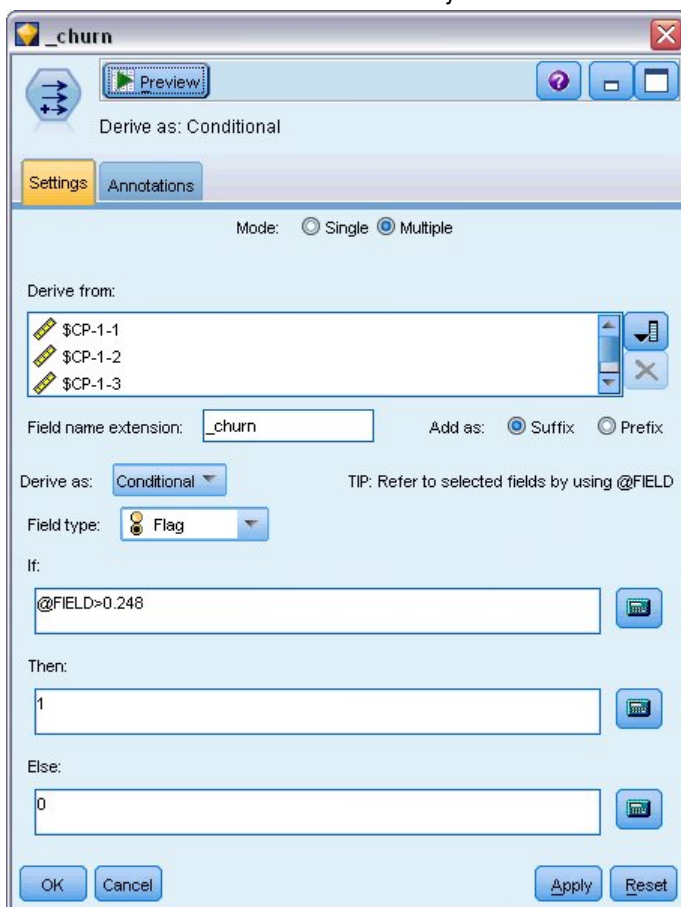 _churn
Preview
Derive as: Conditional
Settings Annotations
Mode: Single Multiple
Derive from:
$CP-1-1
$CP-1-2
$CP-1-3
Field name extension: _churn Add as: Suffix Prefix
Derive as: Conditional TIP: Refer to selected fields by using @FIELD
Field type: Flag
If:
@FIELD>0.248
Then:
1
Else:
0
OK Cancel Apply Reset